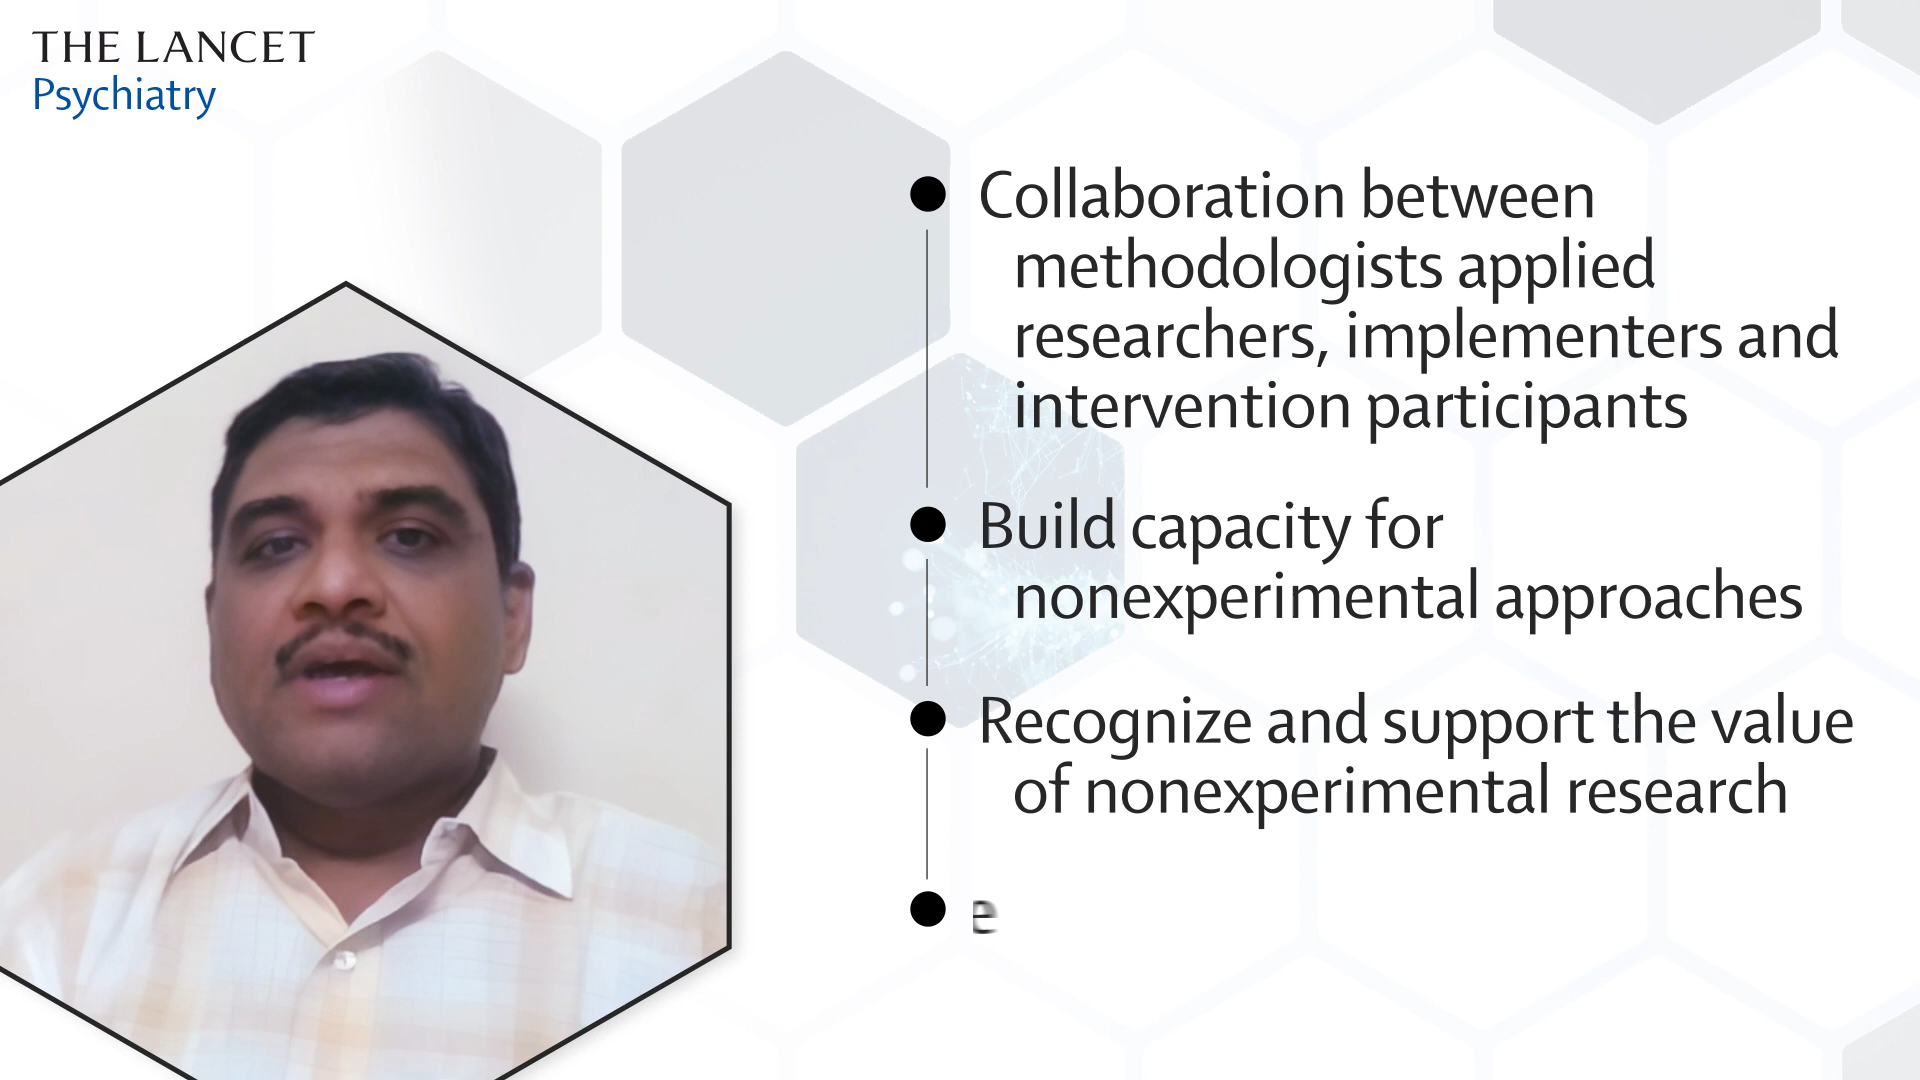 THE LANCET
Psychiatry
Collaboration between
methodologists applied
researchers, implementers and
intervention participants
Build capacity for
nonexperimental approaches
Recognize and support the value
of nonexperimental research